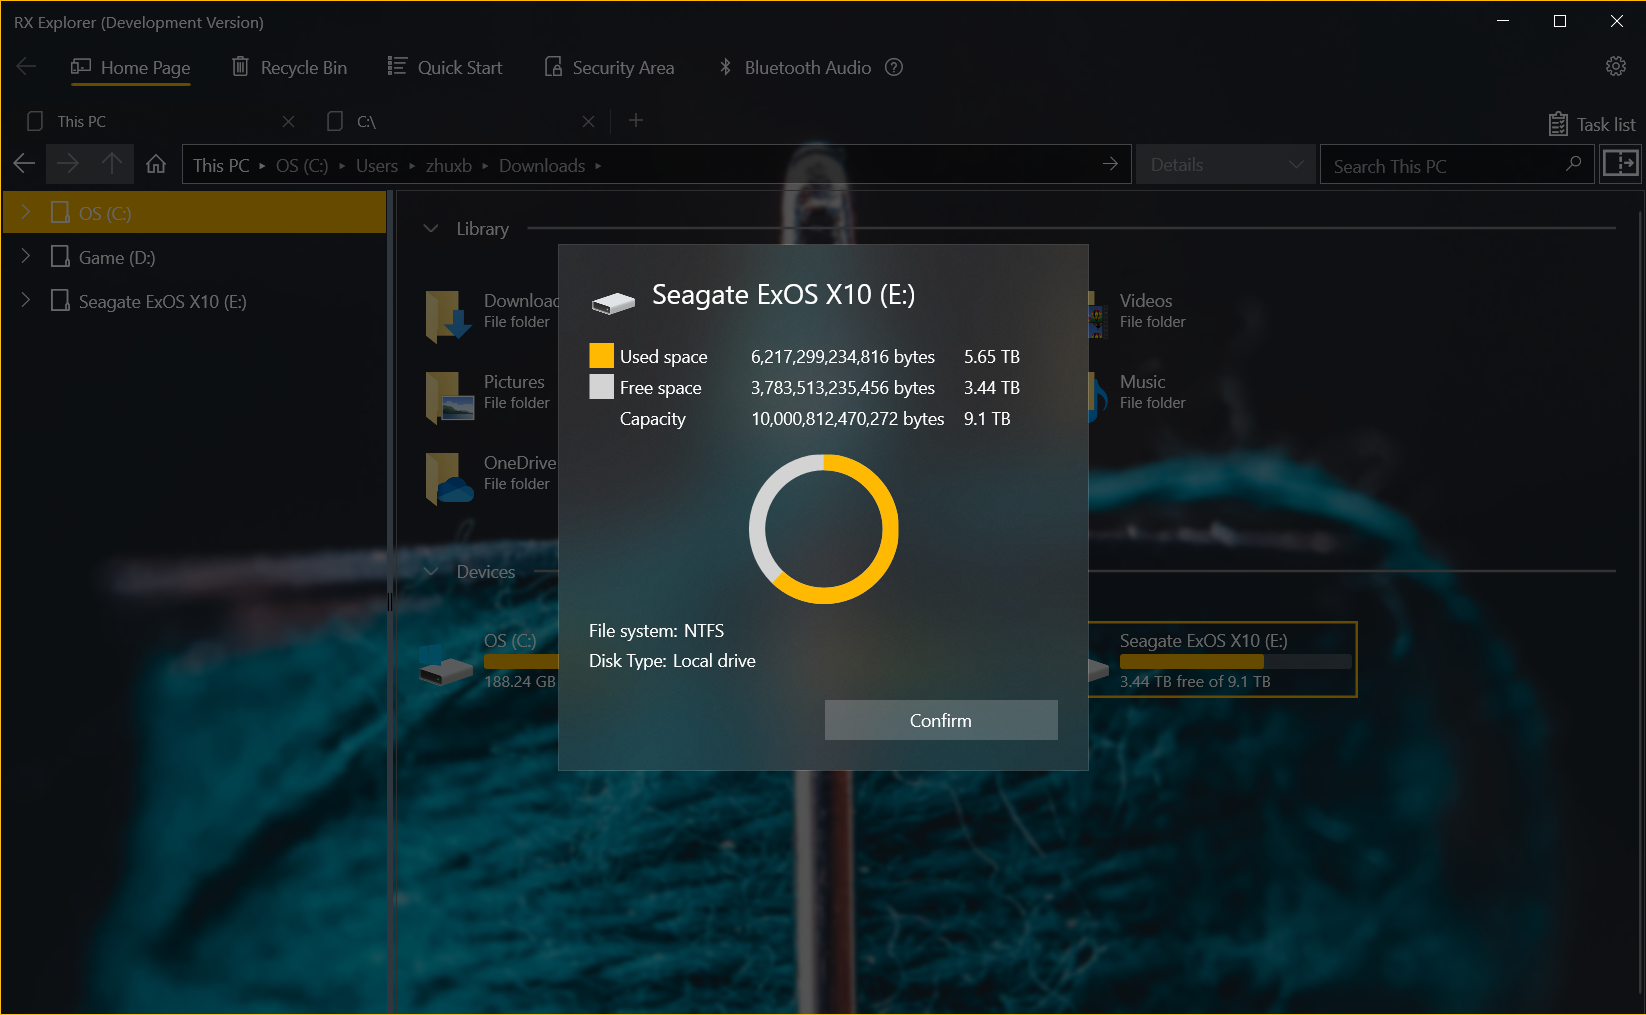 RX Explorer (Development Version)
Home Page
Recycle Bin
Quick Start
Security Area
Bluetooth Audio
This PC
C:\
Task list
This PC ▸ OS (C:) ▸ Users ▸ zhuxb ▸ Downloads ▸
Details
Search This PC
OS (C:)
Game (D:)
Seagate ExOS X10 (E:)
Library
Downloa
File folder
Pictures
File folder
OneDrive
File folder
Videos
File folder
Music
File folder
Seagate ExOS X10 (E:)
Used space 6,217,299,234,816 bytes 5.65 TB
Free space 3,783,513,235,456 bytes 3.44 TB
Capacity 10,000,812,470,272 bytes 9.1 TB
File system: NTFS
Disk Type: Local drive
Confirm
Devices
OS (C:)
188.24 GB
Seagate ExOS X10 (E:)
3.44 TB free of 9.1 TB